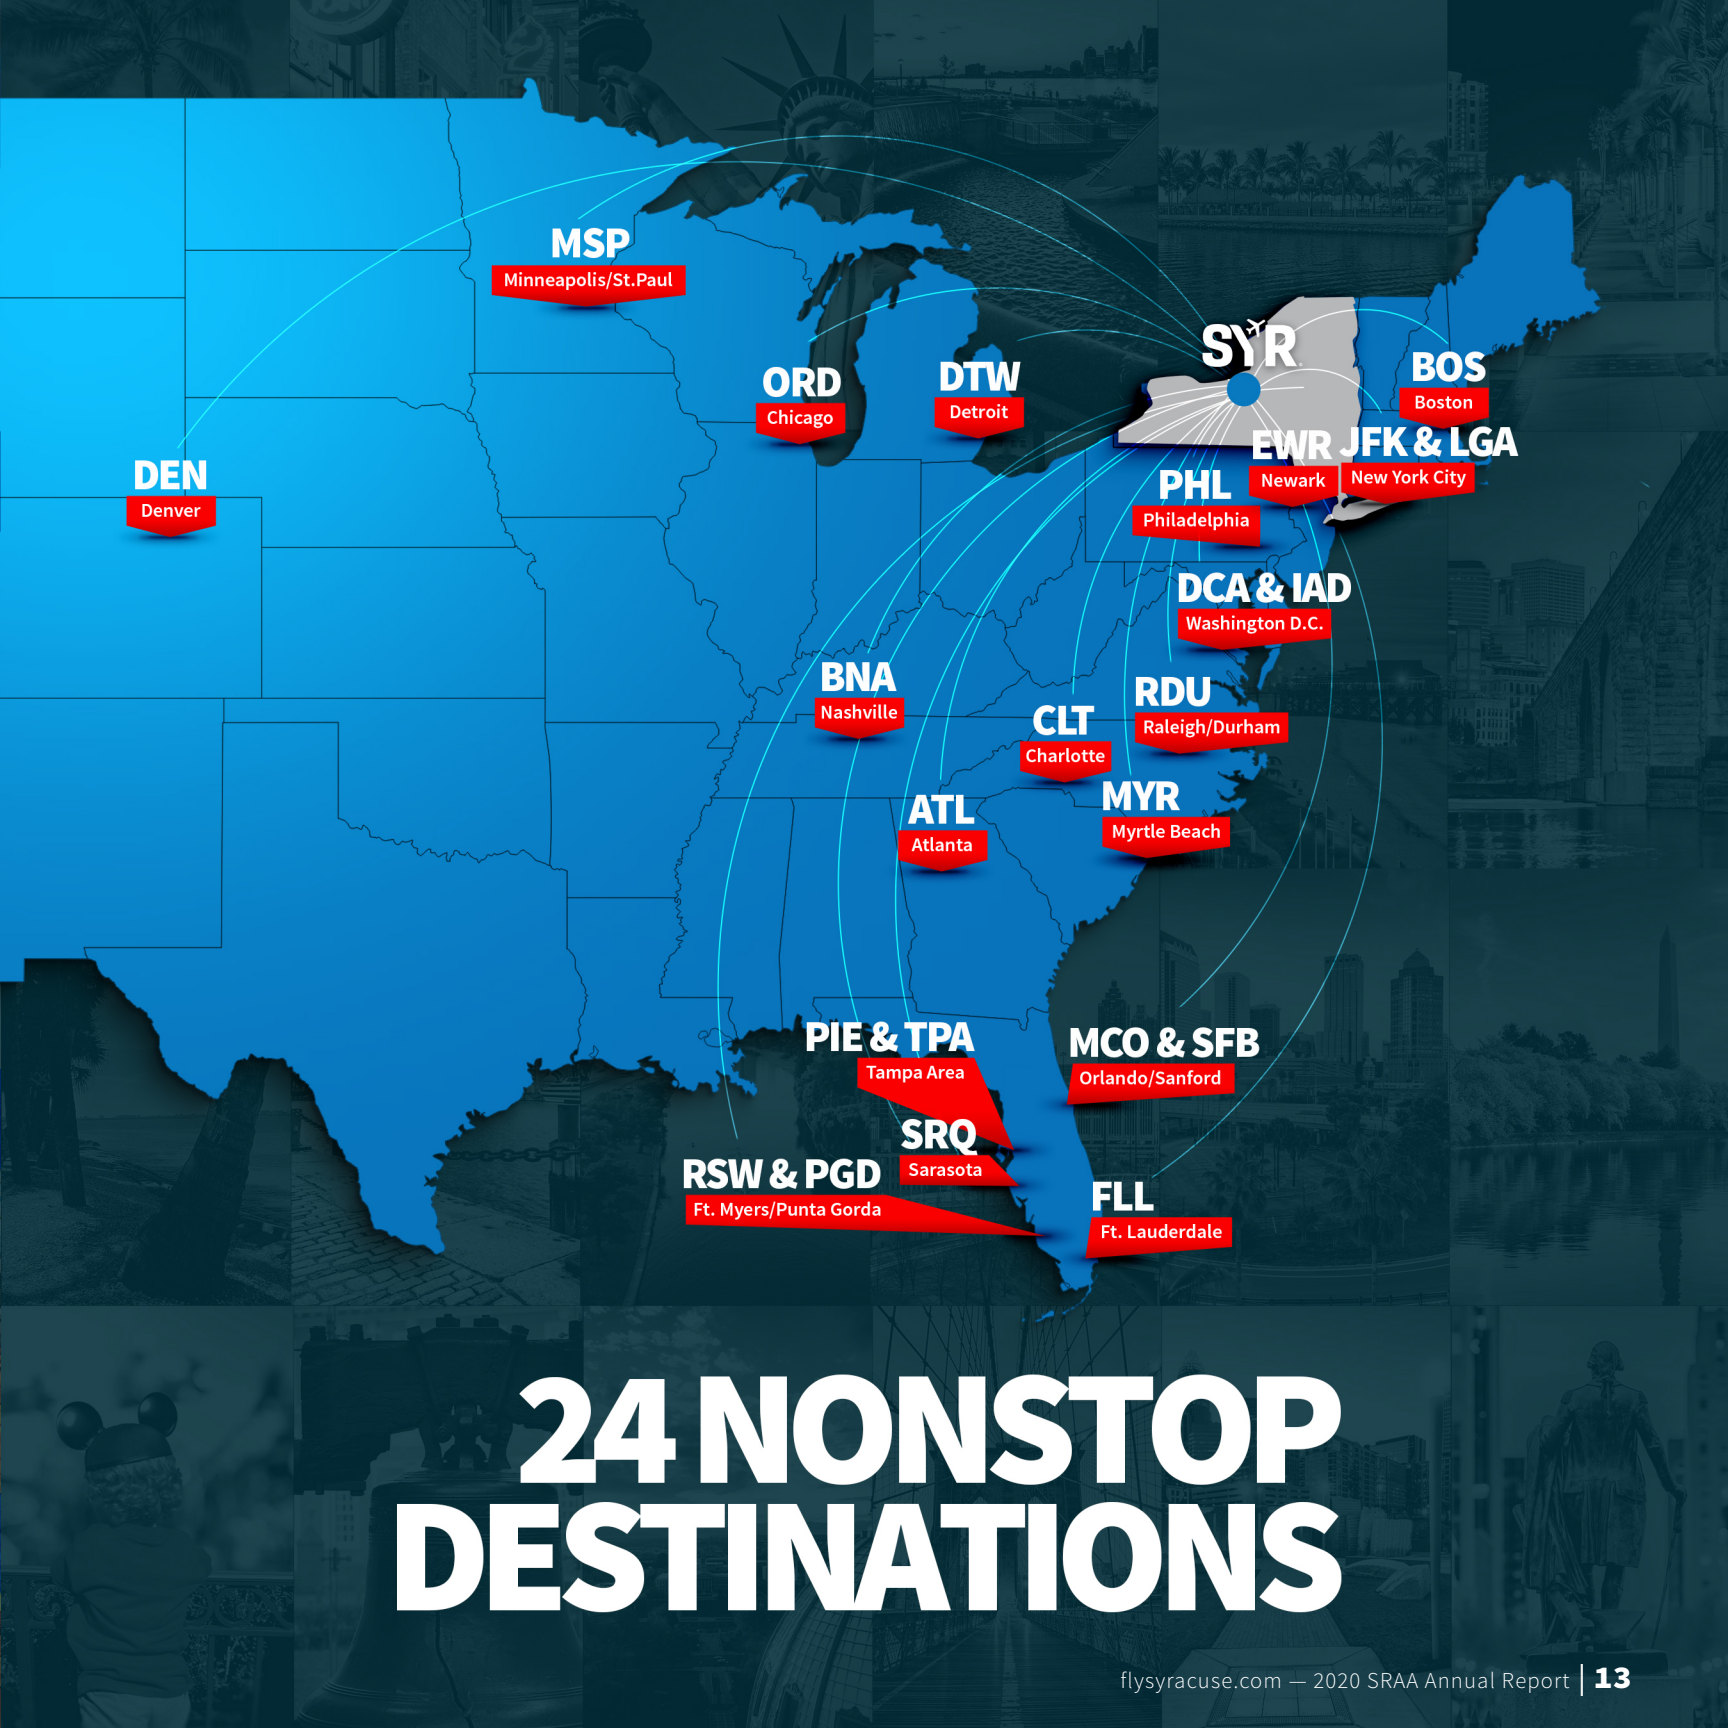 MSP
Minneapolis/St.Paul
SYR
ORD
Chicago
DTW
Detroit
BOS
Boston
DEN
Denver
EWR
Newark
JFK & LGA
New York City
PHL
Philadelphia
DCA & IAD
Washington D.C.
BNA
Nashville
RDU
Raleigh/Durham
CLT
Charlotte
ATL
Atlanta
MYR
Myrtle Beach
PIE & TPA
Tampa Area
MCO & SFB
Orlando/Sanford
SRQ
Sarasota
RSW & PGD
Ft. Myers/Punta Gorda
FLL
Ft. Lauderdale
24 NONSTOP
DESTINATIONS
flysyracuse.com — 2020 SRAA Annual Report | 13